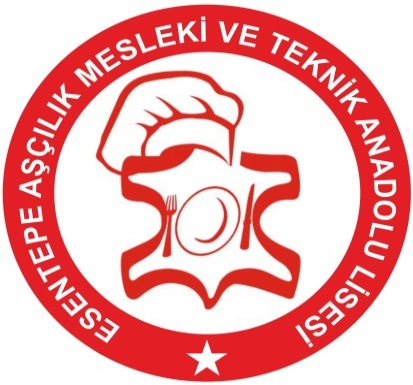 ESENTEPE AŞÇILIK MESLEKİ VE TEKNİK ANADOLU LİSESİ